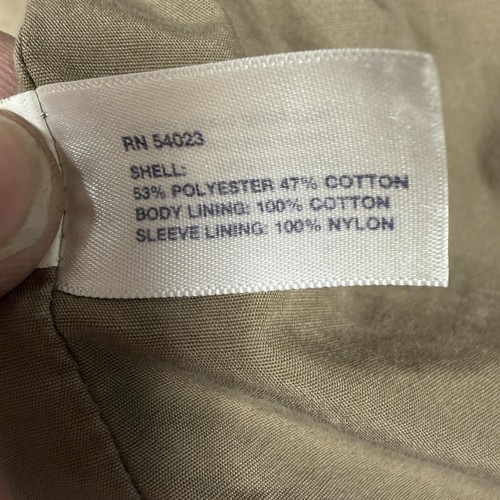 RN 54023
SHELL:
53% POLYESTER 47% COTTON
BODY LINING: 100% COTTON
SLEEVE LINING: 100% NYLON